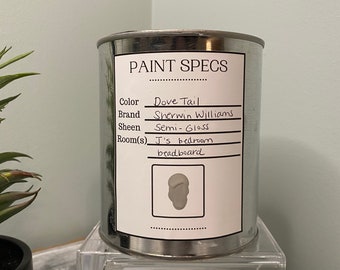 PAINT SPECS
Color Dove Tail
Brand Sherwin Williams
Sheen Semi-Gloss
Room(s) J's bedroom
beadboard